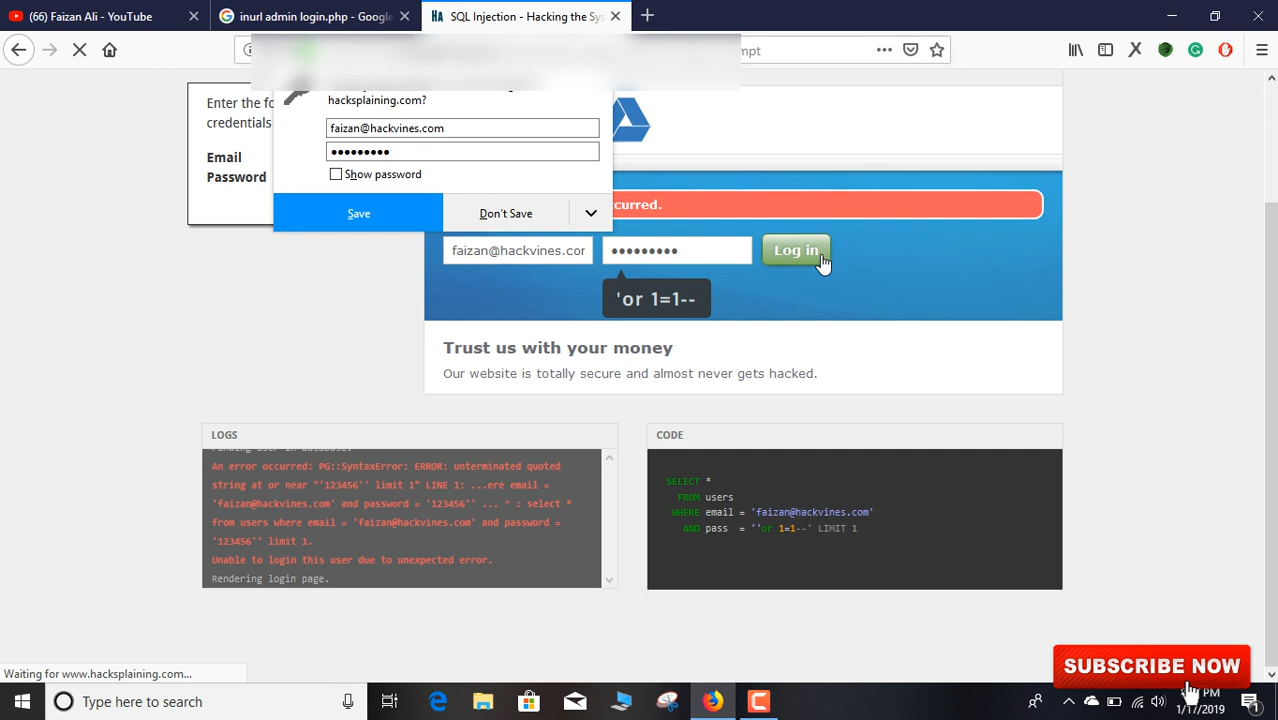 (66) Faizan Ali - YouTube
inurl admin login.php - Google
SQL Injection - Hacking the Sys
mpt
Enter the fo
credentials
Email
Password
hacksplaining.com?
faizan@hackvines.com
●●●●●●●●●
Show password
Save
Don't Save
curred.
faizan@hackvines.cor
●●●●●●●●●
Log in
'or 1=1--
Trust us with your money
Our website is totally secure and almost never gets hacked.
LOGS
An error occurred: PG::SyntaxError: ERROR: unterminated quoted
string at or near "'123456'' limit 1" LINE 1: ...ere email =
'faizan@hackvines.com' and password = '123456'' ... ^ : select *
from users where email = 'faizan@hackvines.com' and password =
'123456'' limit 1.
Unable to login this user due to unexpected error.
Rendering login page.
CODE
SELECT *
FROM users
WHERE email = 'faizan@hackvines.com'
AND pass = ''or 1=1--' LIMIT 1
SUBSCRIBE NOW
Waiting for www.hacksplaining.com...
Type here to search
PM
1/17/2019